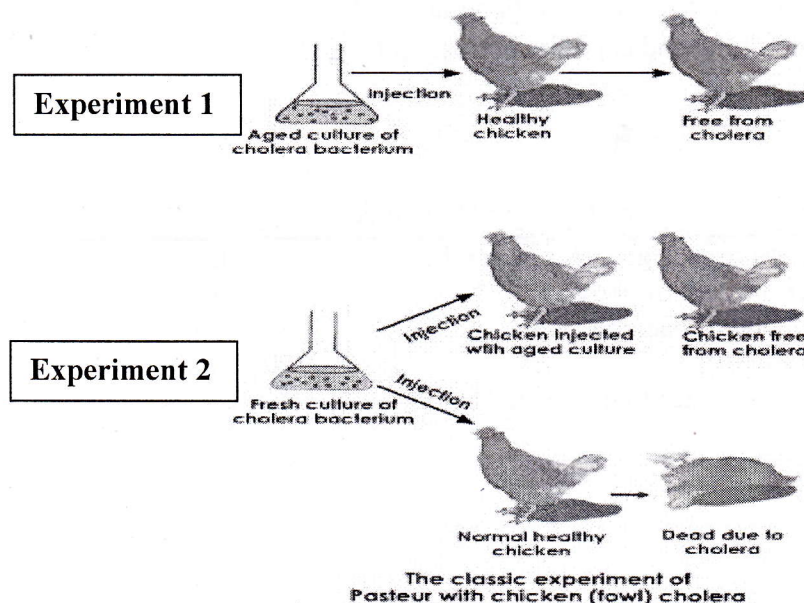 Experiment 1
Injection
Aged culture of
cholera bacterium
Healthy
chicken
Free from
cholera
Experiment 2
Injection
Chicken injected
with aged culture
Chicken free
from cholera
Injection
Fresh culture of
cholera bacterium
Normal healthy
chicken
Dead due to
cholera
The classic experiment of
Pasteur with chicken (fowl) cholera